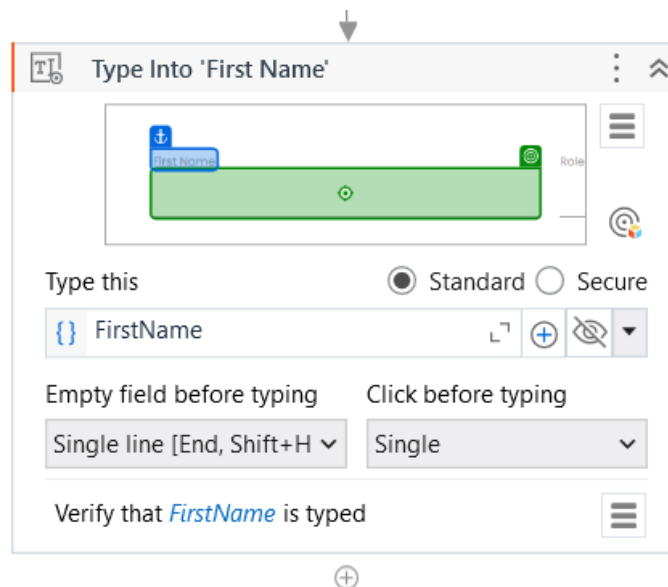 Type Into 'First Name'
First Name
Role
Type this
Standard
Secure
{} FirstName
Empty field before typing
Click before typing
Single line [End, Shift+H
Single
Verify that FirstName is typed